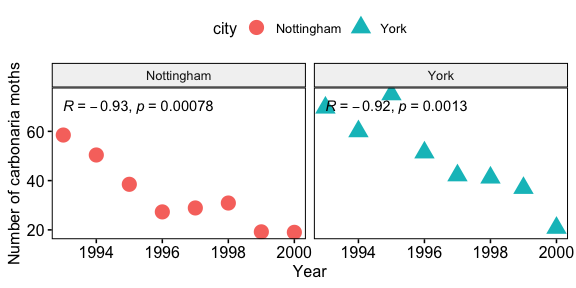 city Nottingham York
Nottingham York
R = −0.93, p = 0.00078 R = −0.92, p = 0.0013
Number of carbonaria moths
60
40
20
1994 1996 1998 2000 1994 1996 1998 2000
Year